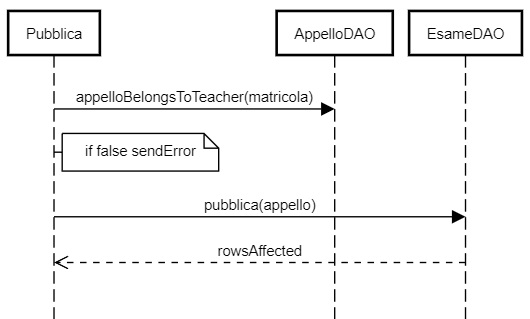 Pubblica
AppelloDAO
EsameDAO
appelloBelongsToTeacher(matricola)
if false sendError
pubblica(appello)
rowsAffected